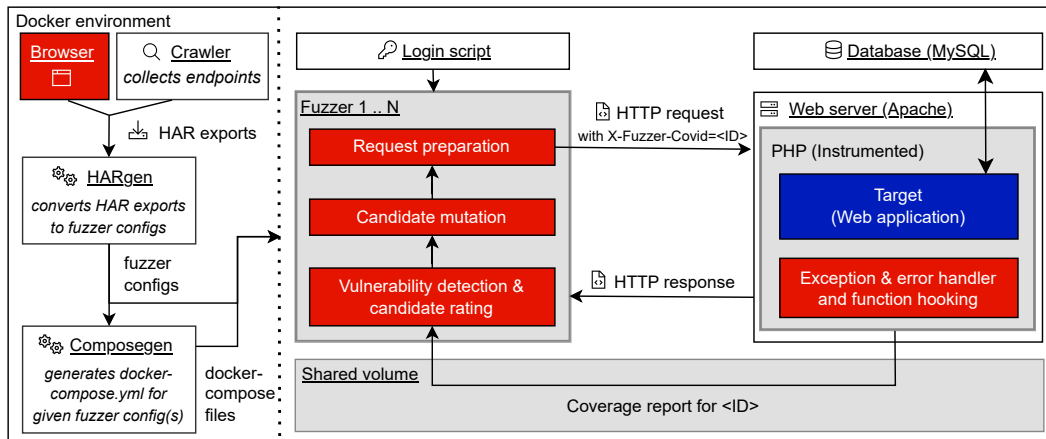 Docker environment
Browser
Crawler
collects endpoints
HAR exports
HARgen
converts HAR exports
to fuzzer configs
fuzzer
configs
Composegen
generates docker-
compose.yml for
given fuzzer config(s)
docker-
compose
files
Login script
Fuzzer 1 .. N
Request preparation
Candidate mutation
Vulnerability detection &
candidate rating
HTTP request
with X-Fuzzer-Covid=<ID>
HTTP response
Database (MySQL)
Web server (Apache)
PHP (Instrumented)
Target
(Web application)
Exception & error handler
and function hooking
Shared volume
Coverage report for <ID>